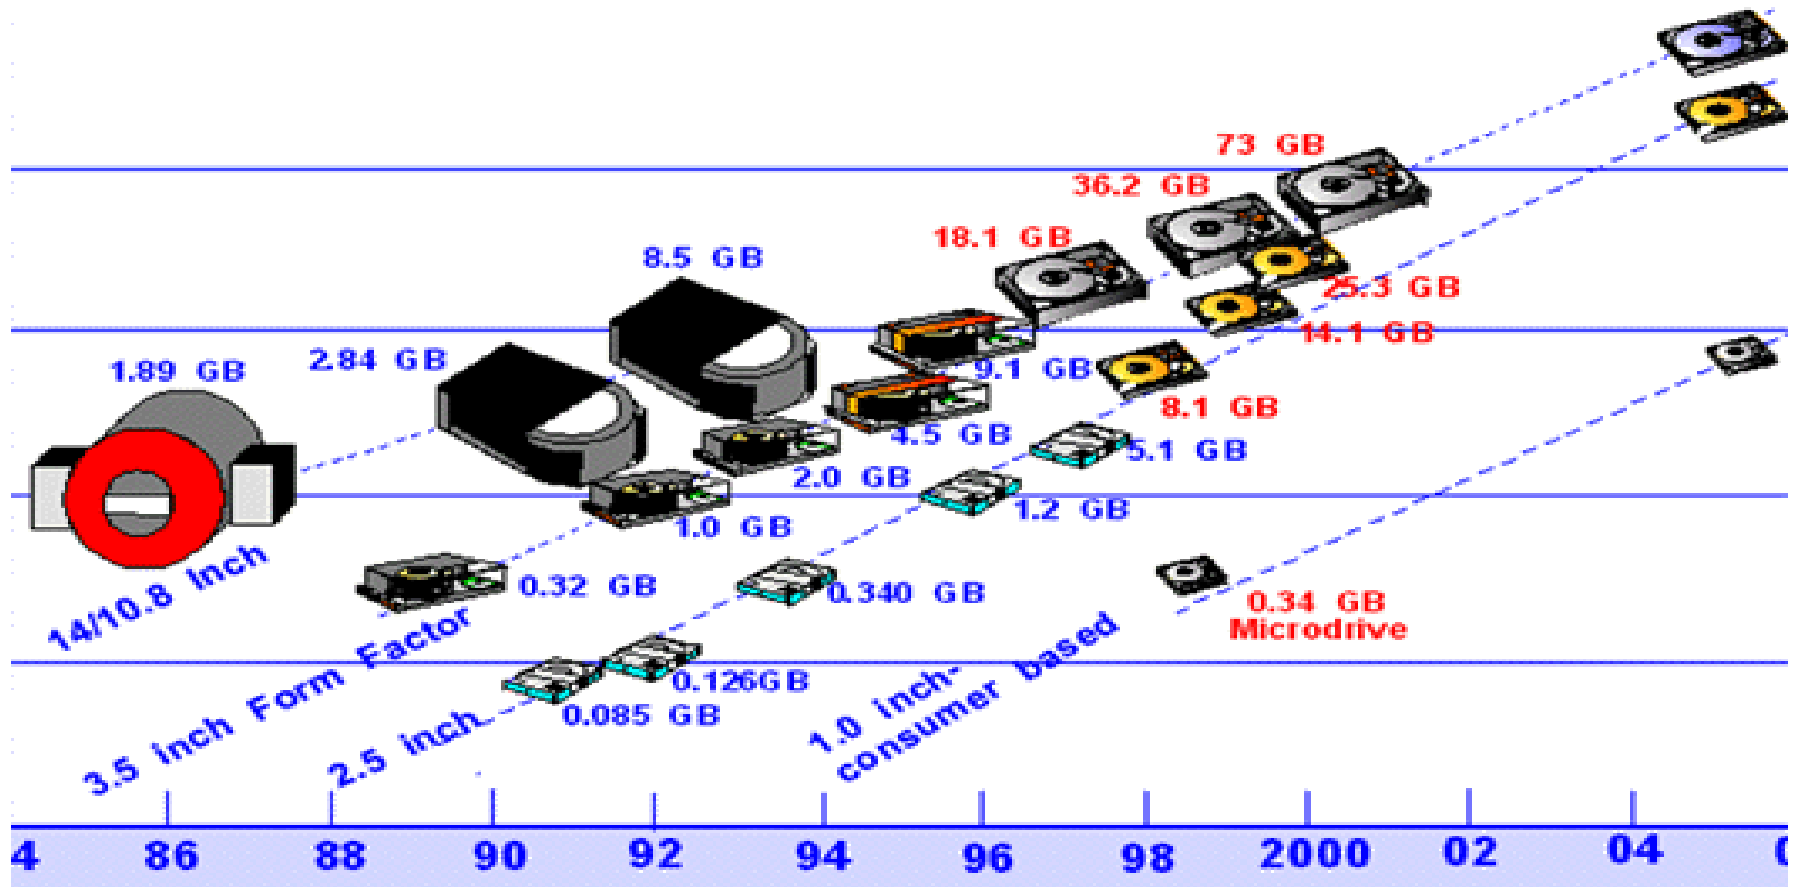 73 GB
36.2 GB
18.1 GB
8.5 GB
25.3 GB
14.1 GB
2.84 GB
1.89 GB
9.1 GB
8.1 GB
4.5 GB
5.1 GB
2.0 GB
1.2 GB
1.0 GB
0.32 GB
0.340 GB
0.34 GB
Microdrive
14/10.8 Inch
0.126GB
0.085 GB
3.5 inch Form Factor
2.5 inch
1.0 inch-
consumer based
4 86 88 90 92 94 96 98 2000 02 04